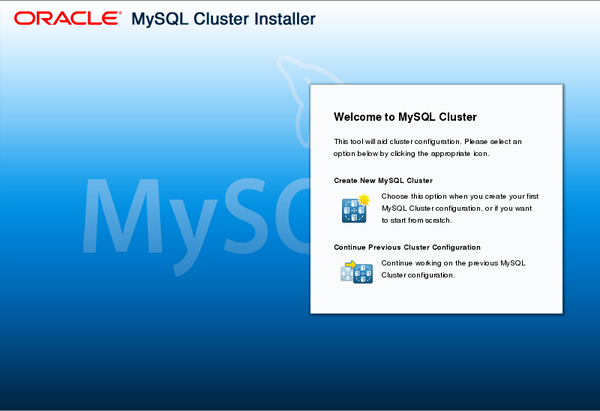 ORACLE® MySQL Cluster Installer
Welcome to MySQL Cluster
This tool will aid cluster configuration. Please select an
option below by clicking the appropriate icon.
Create New MySQL Cluster
Choose this option when you create your first
MySQL Cluster configuration, or if you want
to start from scratch.
Continue Previous Cluster Configuration
Continue working on the previous MySQL
Cluster configuration.
MySQ